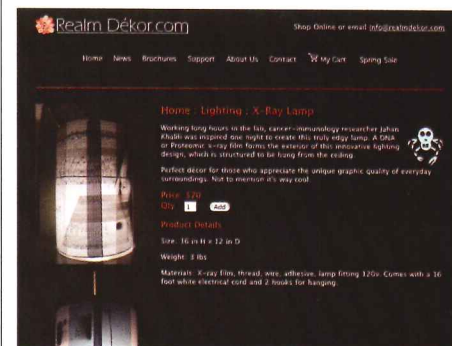 Realm Dékor.com
Shop Online or email info@realmdekor.com
Home News Brochures Support About Us Contact My Cart Spring Sale
Home : Lighting : X-Ray Lamp
Working long hours in the lab, cancer-immunology researcher Jahan
Khalili was inspired one night to create this truly edgy lamp. A DNA
or Proteomic x-ray film forms the exterior of this innovative lighting
design, which is structured to be hung from the ceiling.
Perfect décor for those who appreciate the unique graphic quality of everyday
surroundings. Not to mention it's way cool.
Price: $70
Qty 1 Add
Product Details
Size: 16 in H x 12 in D
Weight: 3 lbs
Materials: X-ray film, thread, wire, adhesive, lamp fitting 120v. Comes with a 16
foot white electrical cord and 2 hooks for hanging.